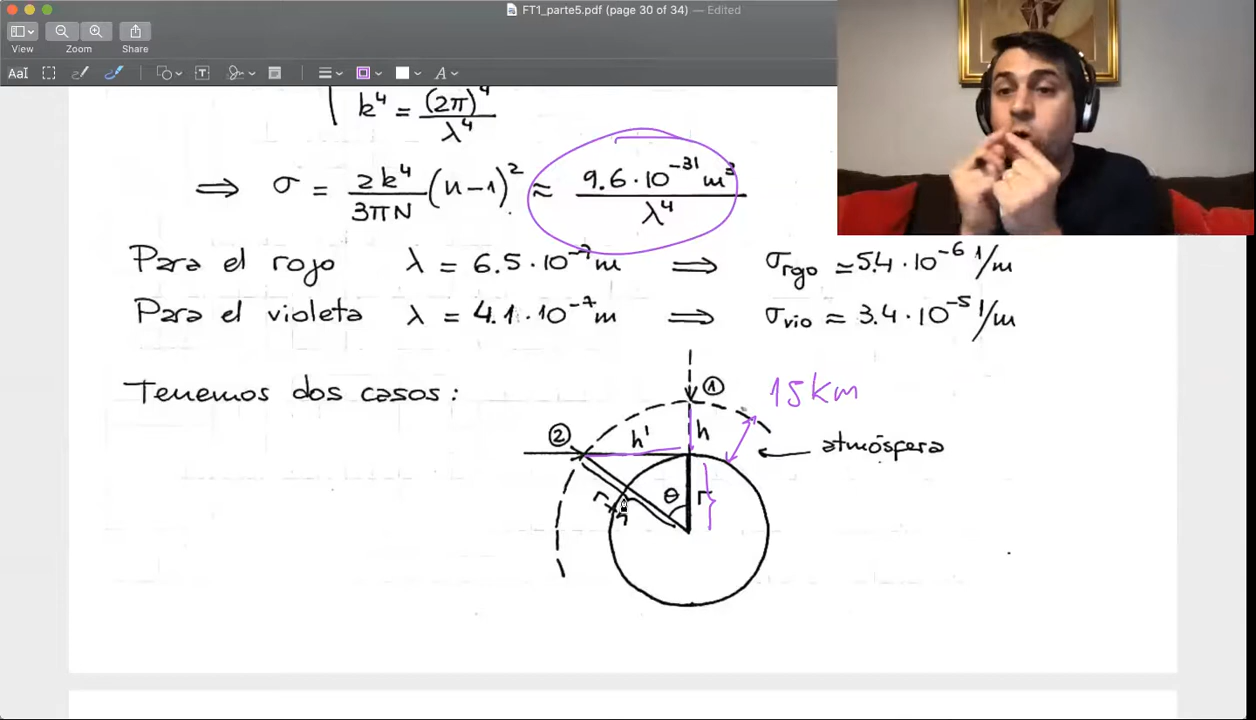 FT1_parte5.pdf (page 30 of 34) — Edited
View Zoom Share
AaI A
k⁴ = (2π)⁴ / λ⁴
⟹ σ = 2k⁴ / 3πN (n-1)² ≈ 9.6·10⁻³¹ m³ / λ⁴
Para el rojo λ = 6.5·10⁻⁷ m ⟹ σrojo ≃ 5.4·10⁻⁶ 1/m
Para el violeta λ = 4.1·10⁻⁷ m ⟹ σvio ≈ 3.4·10⁻⁵ 1/m
Tenemos dos casos:
① 15 km
② h' h atmósfera
r+h θ r